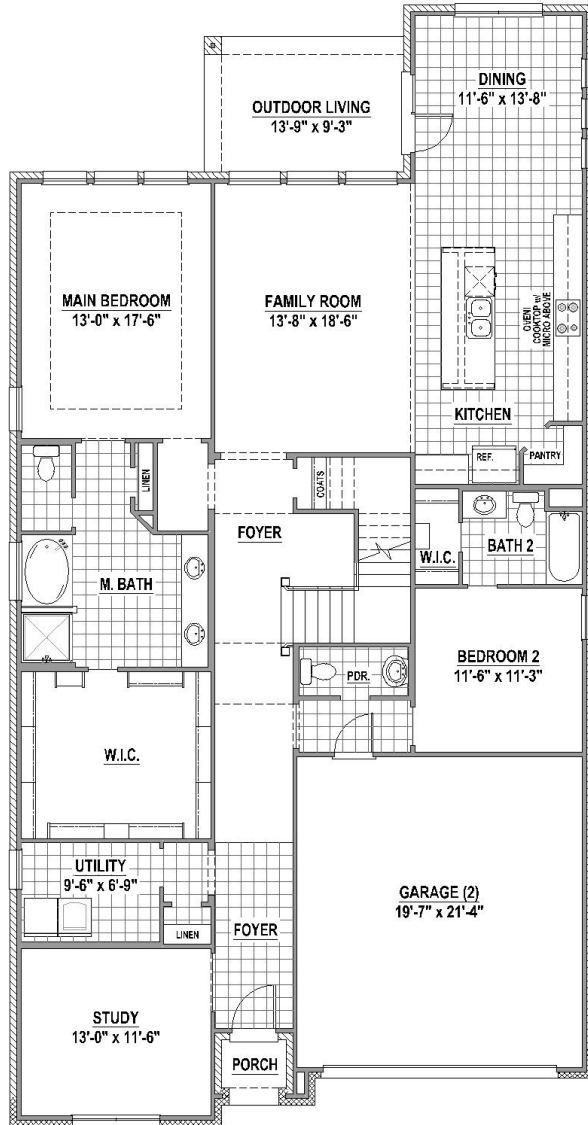 DINING
11'-6" x 13'-8"
OUTDOOR LIVING
13'-9" x 9'-3"
MAIN BEDROOM
13'-0" x 17'-6"
FAMILY ROOM
13'-8" x 18'-6"
OVEN/
COOKTOP w/
MICRO ABOVE
KITCHEN
REF.
PANTRY
LINEN
COATS
FOYER
W.I.C.
BATH 2
M. BATH
BEDROOM 2
11'-6" x 11'-3"
PDR.
W.I.C.
UTILITY
9'-6" x 6'-9"
GARAGE (2)
19'-7" x 21'-4"
LINEN
FOYER
STUDY
13'-0" x 11'-6"
PORCH